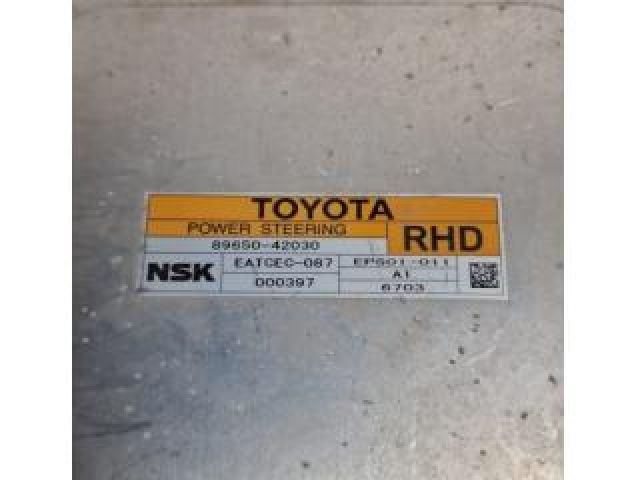 TOYOTA
POWER STEERING
RHD
89650-42030
NSK
EATCEC-087
EPS01-011
000397
A1
6703